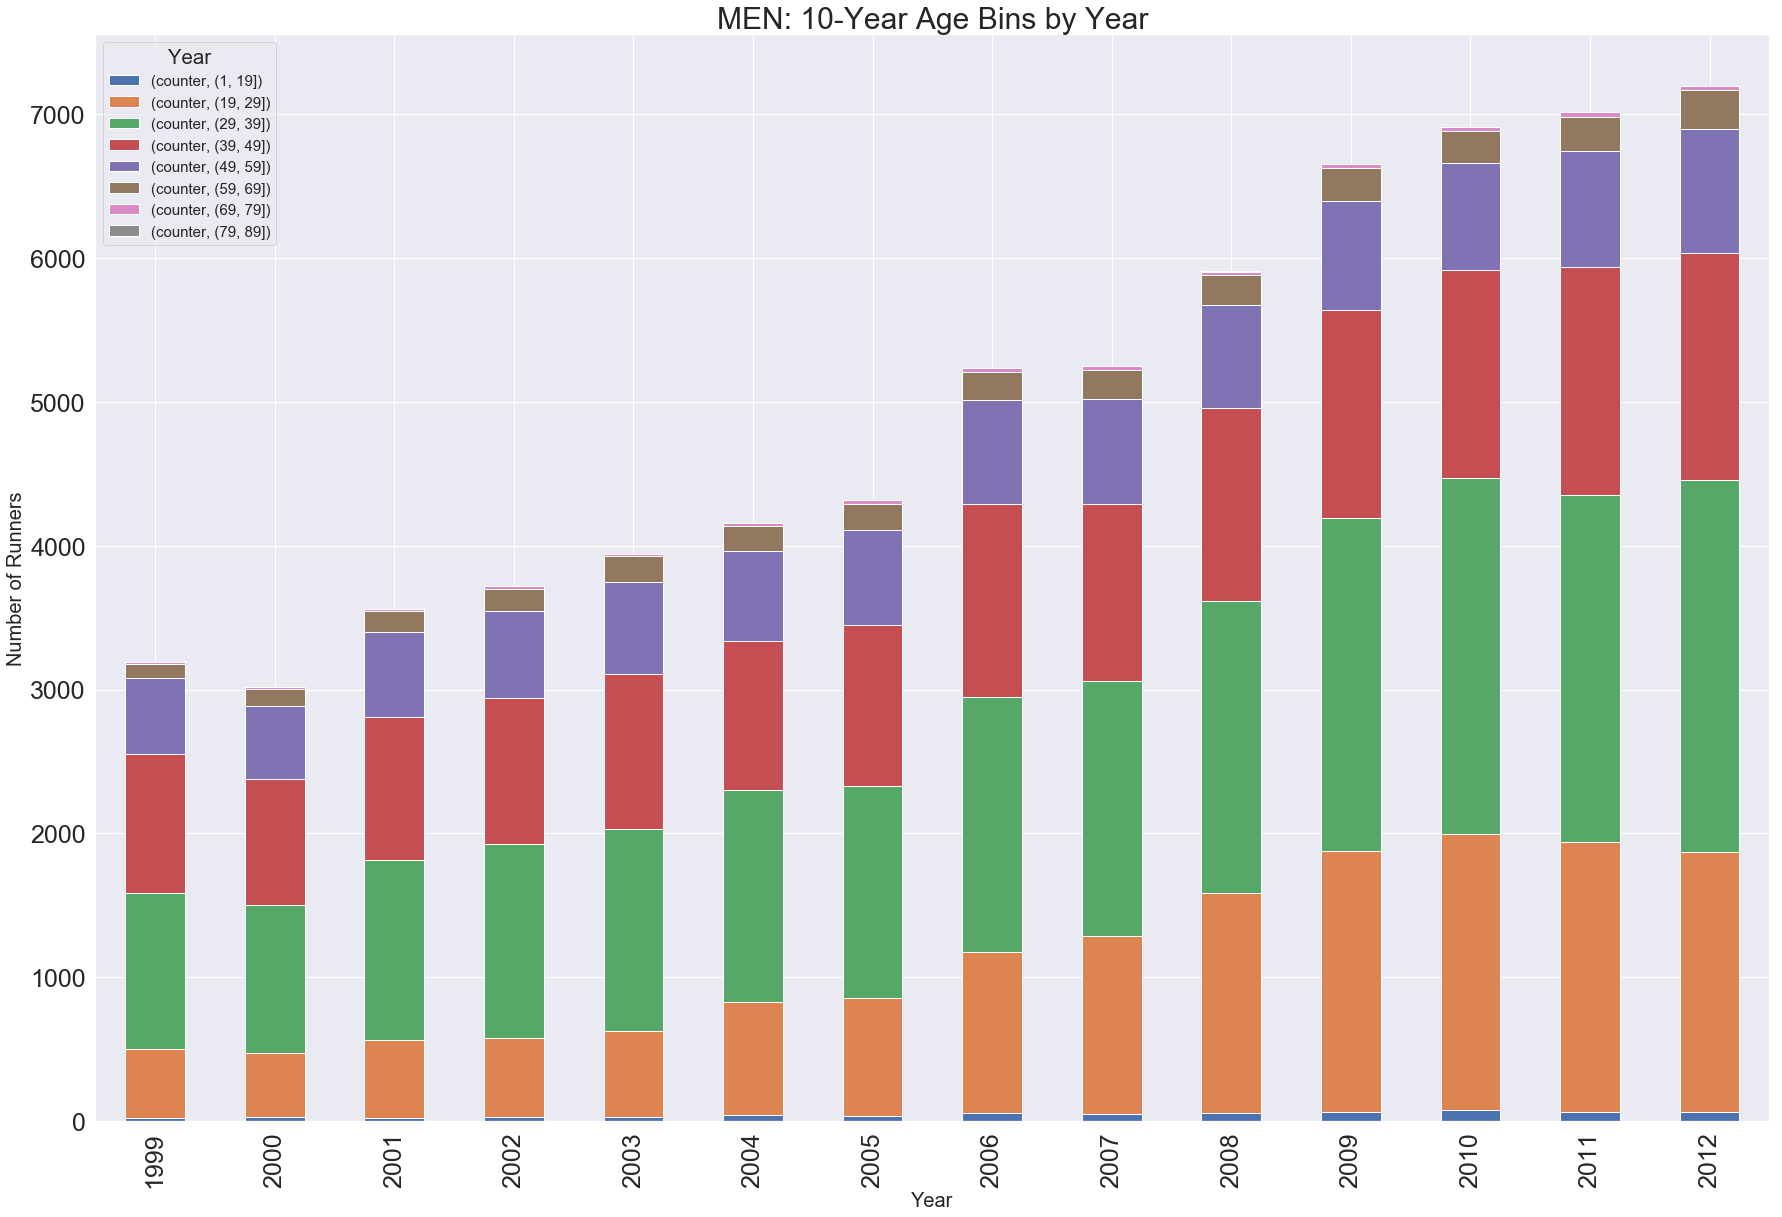 MEN: 10-Year Age Bins by Year
Year
(counter, (1, 19])
(counter, (19, 29])
(counter, (29, 39])
(counter, (39, 49])
(counter, (49, 59])
(counter, (59, 69])
(counter, (69, 79])
(counter, (79, 89])
7000
6000
5000
4000
3000
2000
1000
0
Number of Runners
1999 2000 2001 2002 2003 2004 2005 2006 2007 2008 2009 2010 2011 2012
Year